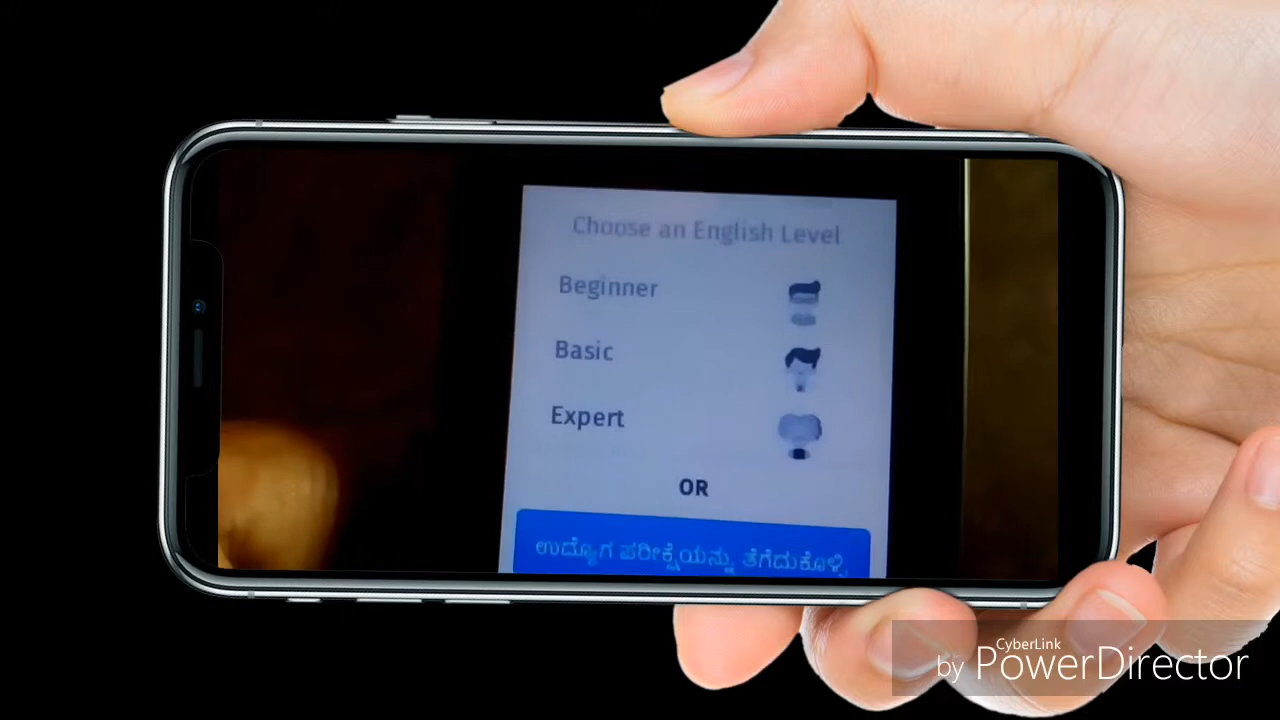 Choose an English Level
Beginner
Basic
Expert
OR
ಉದ್ಯೋಗ ಪರೀಕ್ಷೆಯನ್ನು ತೆಗೆದುಕೊಳ್ಳಿ
CyberLink
by PowerDirector